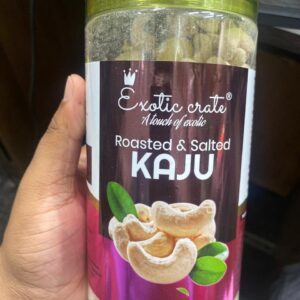 Exotic crate®
A touch of exotic
Roasted & Salted
KAJU